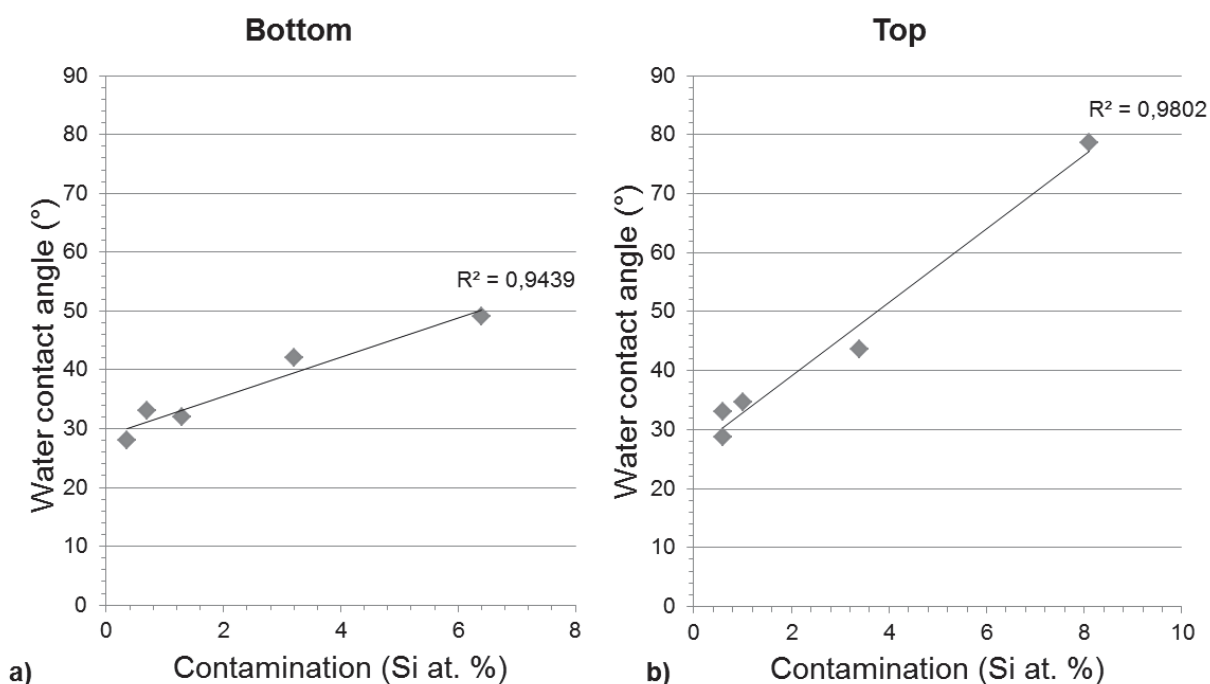 Bottom
90
80
70
60
50
40
30
20
10
0
Water contact angle (°)
R² = 0,9439
0 2 4 6 8
a) Contamination (Si at. %)
Top
90
80
70
60
50
40
30
20
10
0
Water contact angle (°)
R² = 0,9802
0 2 4 6 8 10
b) Contamination (Si at. %)